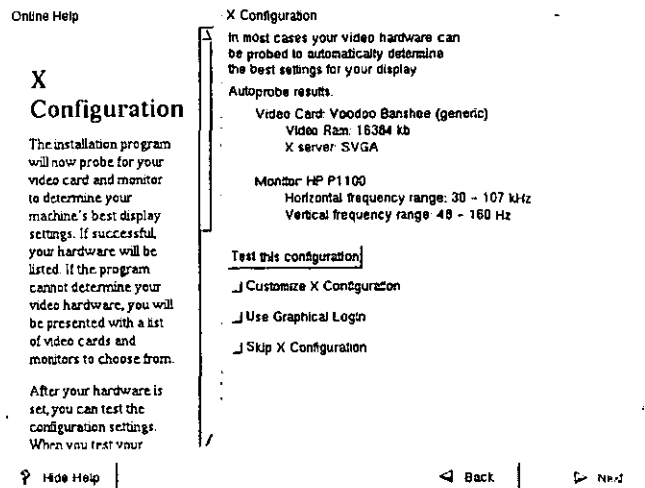 Online Help
X
Configuration
The installation program
will now probe for your
video card and monitor
to determine your
machine's best display
settings. If successful,
your hardware will be
listed. If the program
cannot determine your
video hardware, you will
be presented with a list
of video cards and
monitors to choose from.
After your hardware is
set, you can test the
configuration settings.
When you test your
X Configuration
In most cases your video hardware can
be probed to automatically determine
the best settings for your display
Autoprobe results:
Video Card: Voodoo Banshee (generic)
Video Ram: 16384 kb
X server: SVGA
Monitor: HP P1100
Horizontal frequency range: 30 - 107 kHz
Vertical frequency range: 48 - 160 Hz
Test this configuration
Customize X Configuration
Use Graphical Login
Skip X Configuration
? Hide Help
Back
Next